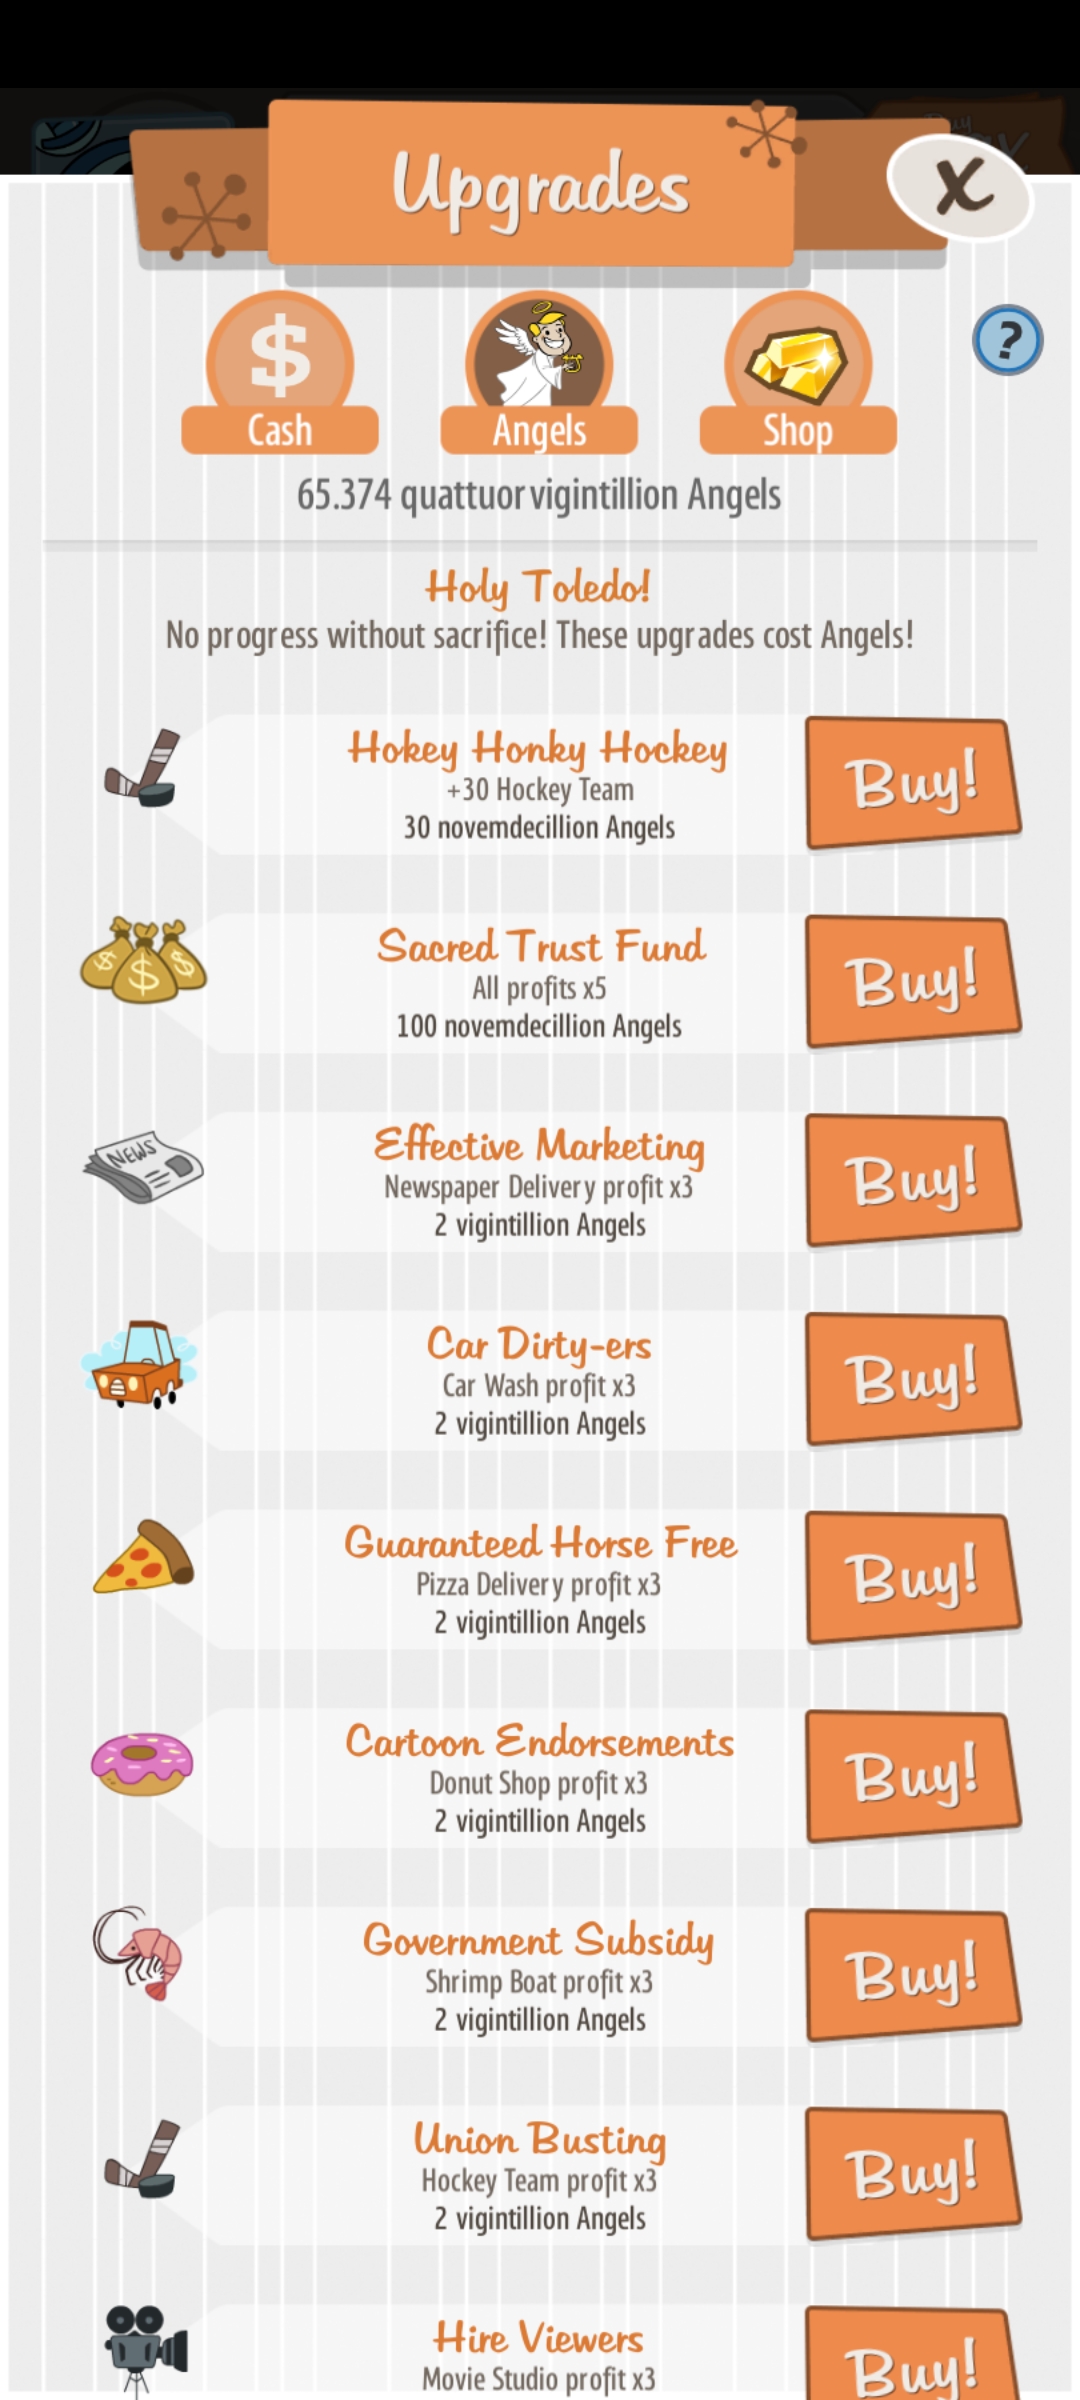 Upgrades
X
?
$
Cash
Angels
Shop
65.374 quattuorvigintillion Angels
Holy Toledo!
No progress without sacrifice! These upgrades cost Angels!
Hokey Honky Hockey
+30 Hockey Team
30 novemdecillion Angels
Buy!
Sacred Trust Fund
All profits x5
100 novemdecillion Angels
Buy!
$ $ $
Effective Marketing
Newspaper Delivery profit x3
2 vigintillion Angels
Buy!
NEWS
Car Dirty-ers
Car Wash profit x3
2 vigintillion Angels
Buy!
Guaranteed Horse Free
Pizza Delivery profit x3
2 vigintillion Angels
Buy!
Cartoon Endorsements
Donut Shop profit x3
2 vigintillion Angels
Buy!
Government Subsidy
Shrimp Boat profit x3
2 vigintillion Angels
Buy!
Union Busting
Hockey Team profit x3
2 vigintillion Angels
Buy!
Hire Viewers
Movie Studio profit x3
Buy!